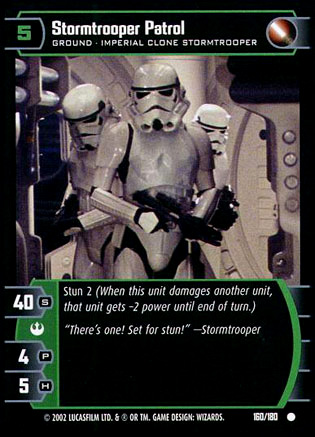 5
Stormtrooper Patrol
GROUND · IMPERIAL CLONE STORMTROOPER
40 S
4 P
5 H
Stun 2 (When this unit damages another unit,
that unit gets -2 power until end of turn.)
“There's one! Set for stun!” —Stormtrooper
© 2002 LUCASFILM LTD. & ® OR TM. GAME DESIGN: WIZARDS.
160/180